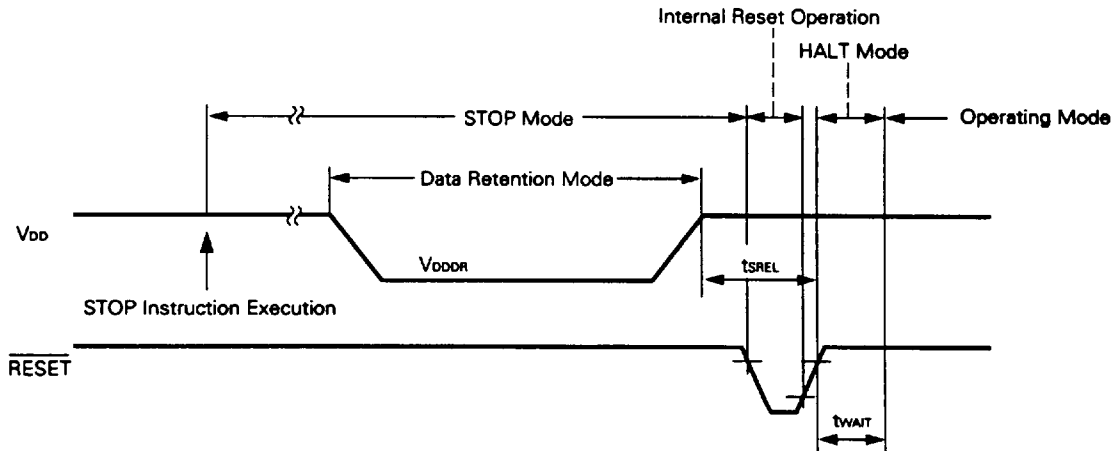 Internal Reset Operation
HALT Mode
STOP Mode
Operating Mode
Data Retention Mode
VDD
VDDDR
tSREL
STOP Instruction Execution
RESET
tWAIT